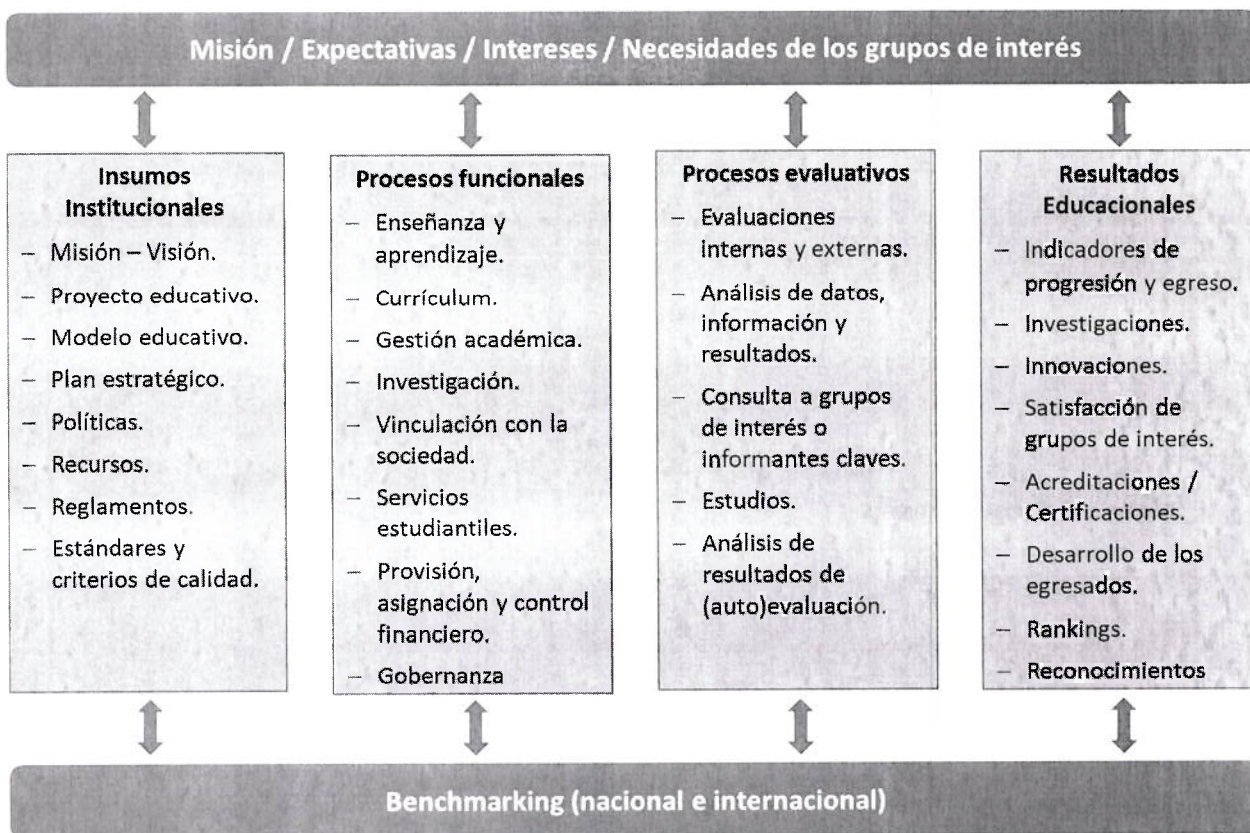 Misión / Expectativas / Intereses / Necesidades de los grupos de interés
Insumos
Institucionales
– Misión – Visión.
– Proyecto educativo.
– Modelo educativo.
– Plan estratégico.
– Políticas.
– Recursos.
– Reglamentos.
– Estándares y
criterios de calidad.
Procesos funcionales
– Enseñanza y
aprendizaje.
– Currículum.
– Gestión académica.
– Investigación.
– Vinculación con la
sociedad.
– Servicios
estudiantiles.
– Provisión,
asignación y control
financiero.
– Gobernanza
Procesos evaluativos
– Evaluaciones
internas y externas.
– Análisis de datos,
información y
resultados.
– Consulta a grupos
de interés o
informantes claves.
– Estudios.
– Análisis de
resultados de
(auto)evaluación.
Resultados
Educacionales
– Indicadores de
progresión y egreso.
– Investigaciones.
– Innovaciones.
– Satisfacción de
grupos de interés.
– Acreditaciones /
Certificaciones.
– Desarrollo de los
egresados.
– Rankings.
– Reconocimientos
Benchmarking (nacional e internacional)